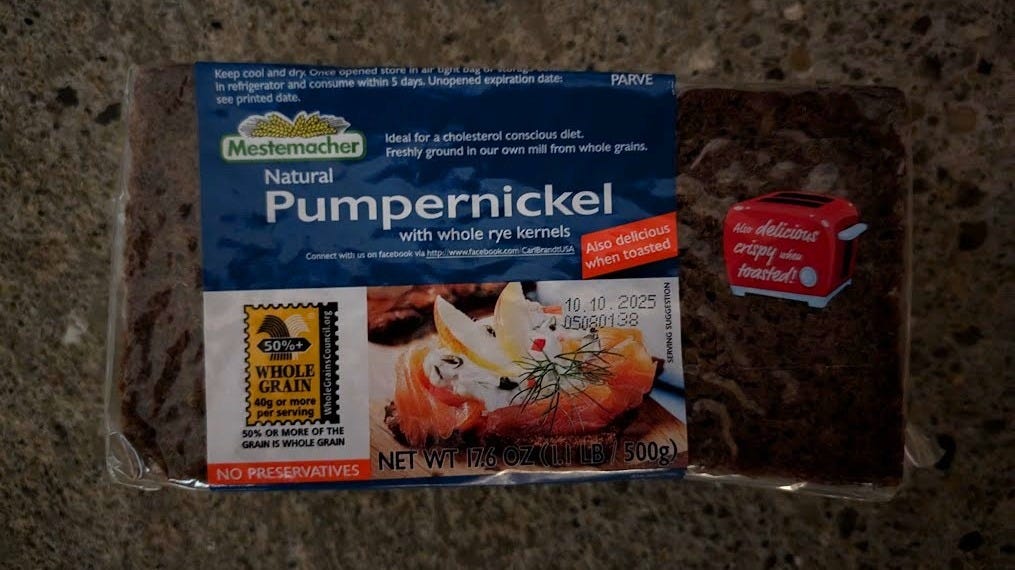 Keep cool and dry. Once opened store in air tight bag or storage
in refrigerator and consume within 5 days. Unopened expiration date:
see printed date.
PARVE
Mestemacher
Ideal for a cholesterol conscious diet.
Freshly ground in our own mill from whole grains.
Natural
Pumpernickel
with whole rye kernels
Connect with us on facebook via http://www.facebook.com/CarlBrandtUSA
Also delicious
when toasted
Also delicious
crispy when
toasted!
10.10.2025
05080138
SERVING SUGGESTION
50%+
WHOLE
GRAIN
40g or more
per serving
WholeGrainsCouncil.org
50% OR MORE OF THE
GRAIN IS WHOLE GRAIN
NO PRESERVATIVES
NET WT 17.6 OZ (1.1 LB / 500g)